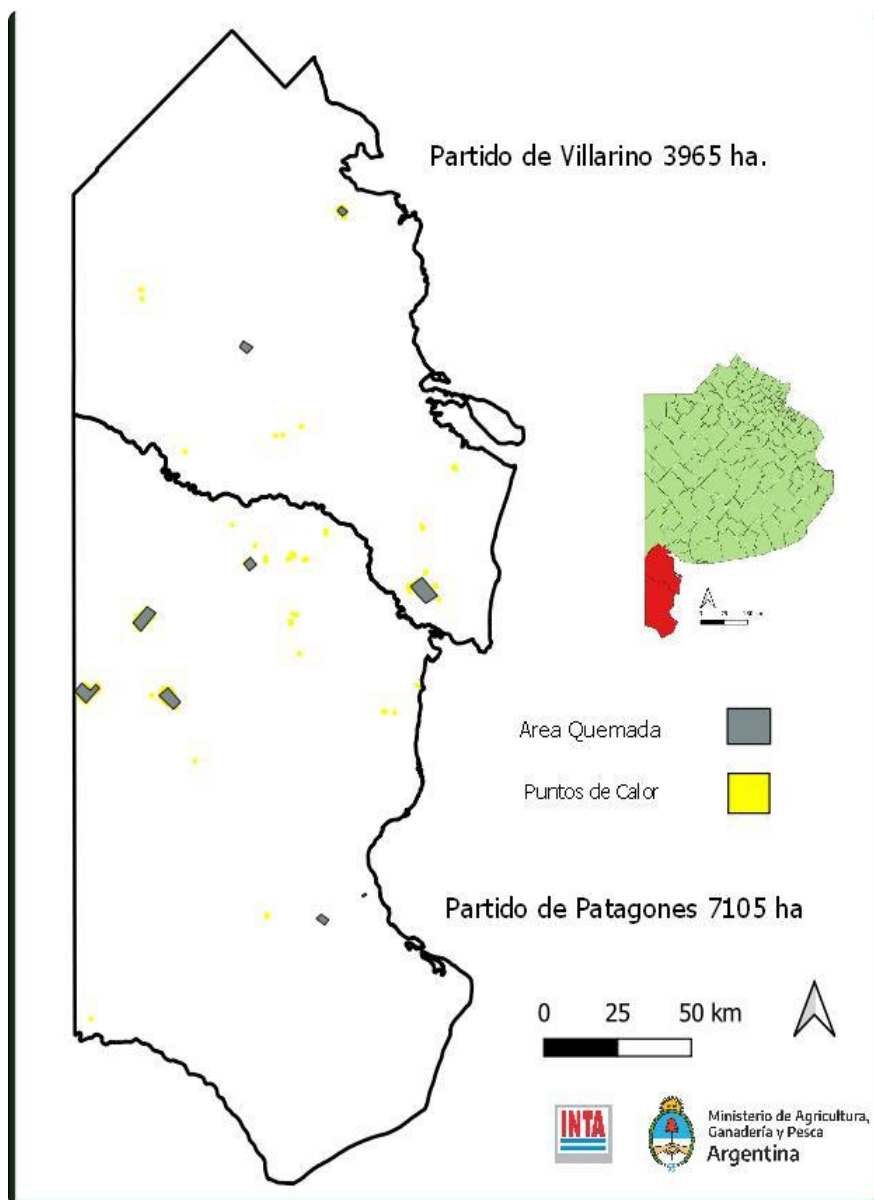 Partido de Villarino 3965 ha.
Area Quemada
Puntos de Calor
Partido de Patagones 7105 ha
0 25 50 km
INTA
Ministerio de Agricultura,
Ganadería y Pesca
Argentina